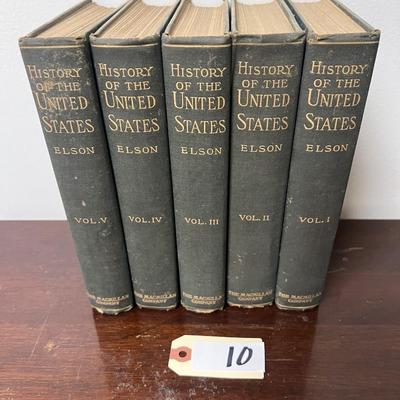 HISTORY
OF THE
UNITED
STATES
ELSON
VOL. V
THE MACMILLAN
COMPANY
HISTORY
OF THE
UNITED
STATES
ELSON
VOL. IV
THE MACMILLAN
COMPANY
HISTORY
OF THE
UNITED
STATES
ELSON
VOL. III
THE MACMILLAN
COMPANY
HISTORY
OF THE
UNITED
STATES
ELSON
VOL. II
THE MACMILLAN
COMPANY
HISTORY
OF THE
UNITED
STATES
ELSON
VOL. I
THE MACMILLAN
COMPANY
10